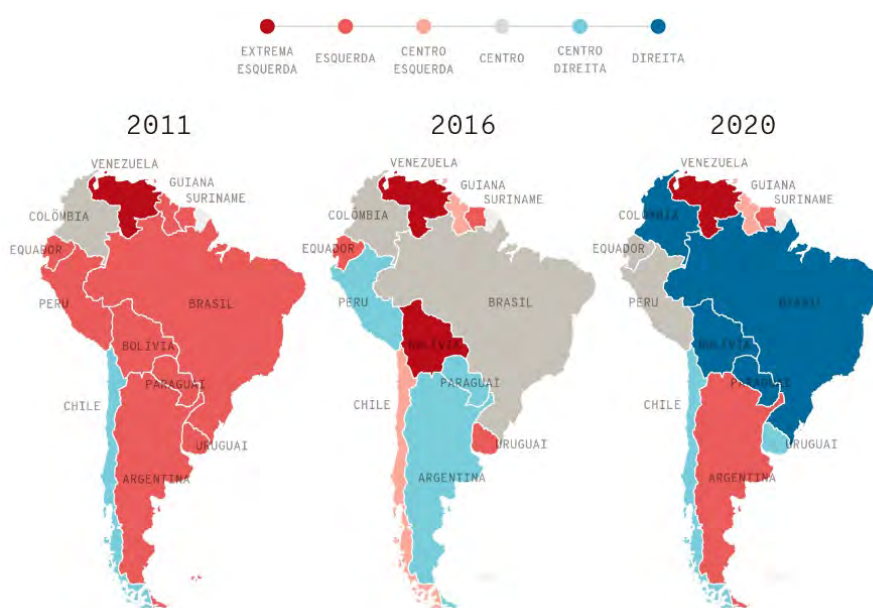 EXTREMA
ESQUERDA
ESQUERDA
CENTRO
ESQUERDA
CENTRO
CENTRO
DIREITA
DIREITA
2011
VENEZUELA
GUIANA
SURINAME
COLÔMBIA
EQUADOR
PERU
BRASIL
BOLÍVIA
PARAGUAI
CHILE
URUGUAI
ARGENTINA
2016
VENEZUELA
GUIANA
SURINAME
COLÔMBIA
EQUADOR
PERU
BRASIL
BOLÍVIA
PARAGUAI
CHILE
URUGUAI
ARGENTINA
2020
VENEZUELA
GUIANA
SURINAME
COLÔMBIA
EQUADOR
PERU
BRASIL
BOLÍVIA
PARAGUAI
CHILE
URUGUAI
ARGENTINA